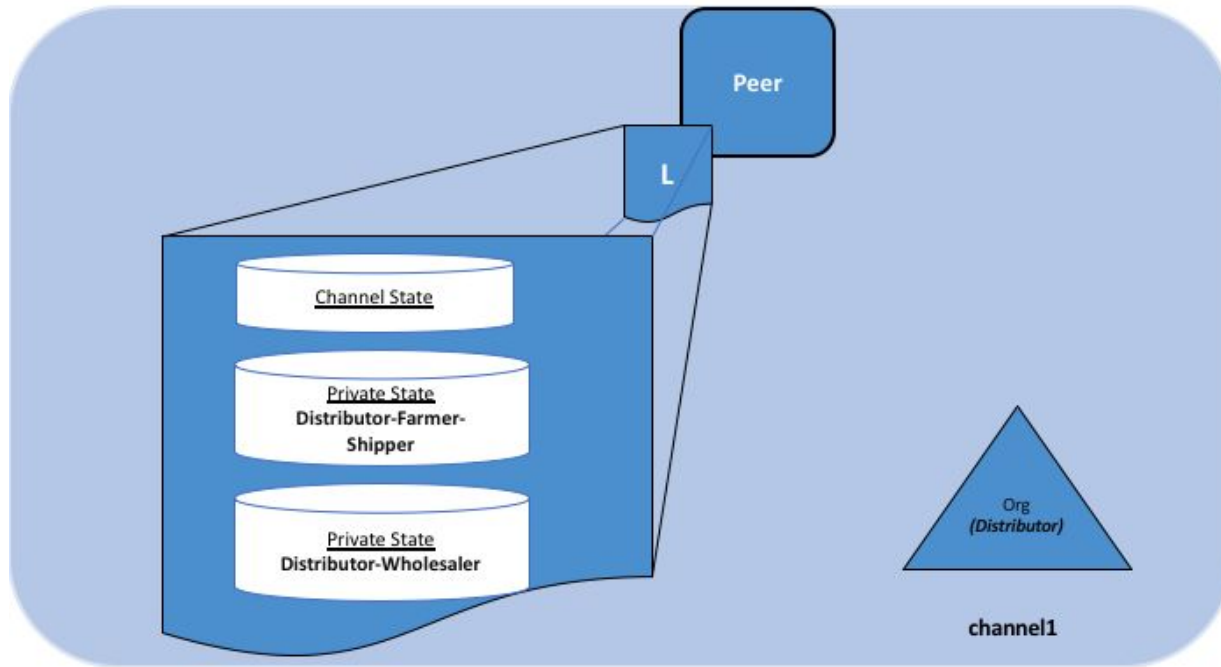 Peer
L
Channel State
Private State
Distributor-Farmer-
Shipper
Private State
Distributor-Wholesaler
Org
(Distributor)
channel1